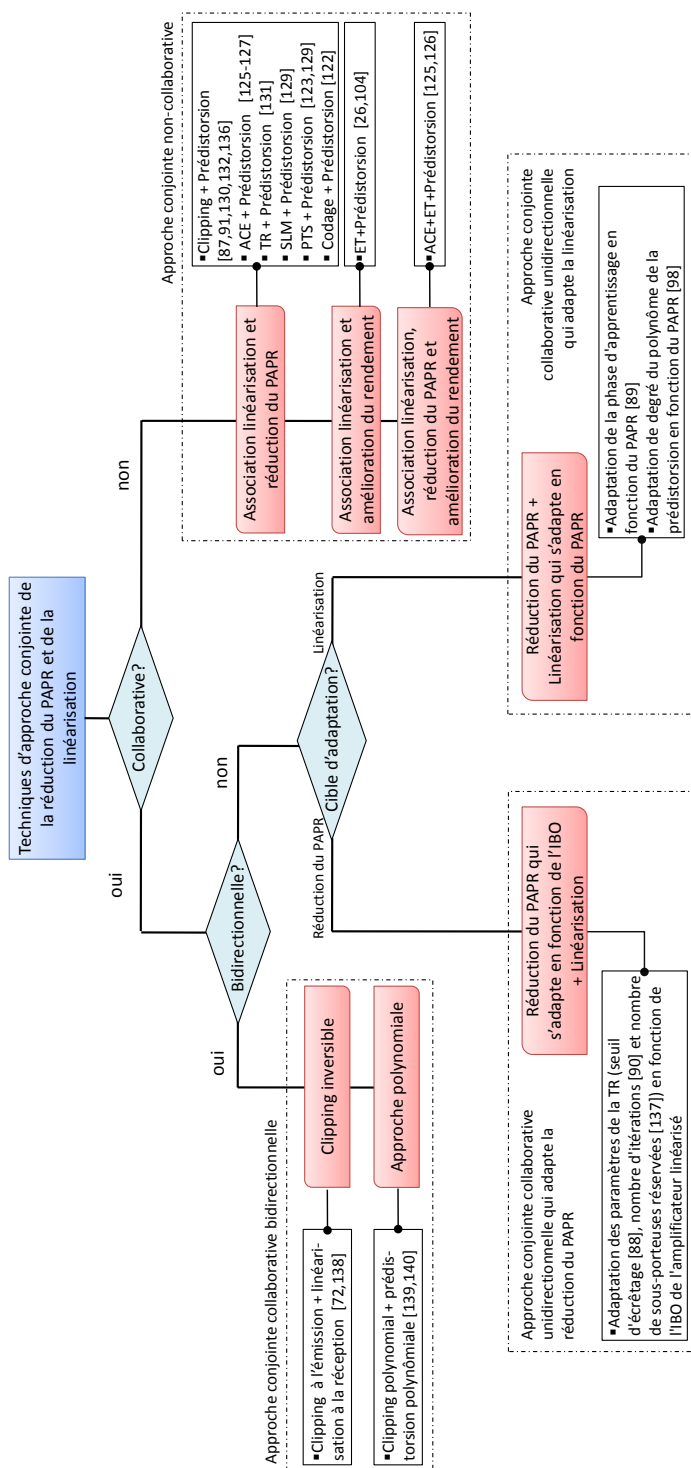 Techniques d'approche conjointe de
la réduction du PAPR et de la
linéarisation
Collaborative?
oui
non
Bidirectionnelle?
oui
non
Approche conjointe collaborative bidirectionnelle
Clipping inversible
▪Clipping à l'émission + linéari-
sation à la réception [72,138]
Approche polynomiale
▪Clipping polynomial + prédis-
torsion polynômiale [139,140]
Cible d'adaptation?
Réduction du PAPR
Linéarisation
Approche conjointe collaborative
unidirectionnelle qui adapte la
réduction du PAPR
Réduction du PAPR qui
s'adapte en fonction de l'IBO
+ Linéarisation
▪Adaptation des paramètres de la TR (seuil
d'écrêtage [88], nombre d'itérations [90] et nombre
de sous-porteuses réservées [137]) en fonction de
l'IBO de l'amplificateur linéarisé
Approche conjointe
collaborative unidirectionnelle
qui adapte la linéarisation
Réduction du PAPR +
Linéarisation qui s'adapte en
fonction du PAPR
▪Adaptation de la phase d'apprentissage en
fonction du PAPR [89]
▪Adaptation de degré du polynôme de la
prédistorsion en fonction du PAPR [98]
Approche conjointe non-collaborative
Association linéarisation et
réduction du PAPR
▪Clipping + Prédistorsion
[87,91,130,132,136]
▪ACE + Prédistorsion [125-127]
▪TR + Prédistorsion [131]
▪SLM + Prédistorsion [129]
▪PTS + Prédistorsion [123,129]
▪Codage + Prédistorsion [122]
Association linéarisation et
amélioration du rendement
▪ET+Prédistorsion [26,104]
Association linéarisation,
réduction du PAPR et
amélioration du rendement
▪ACE+ET+Prédistorsion [125,126]